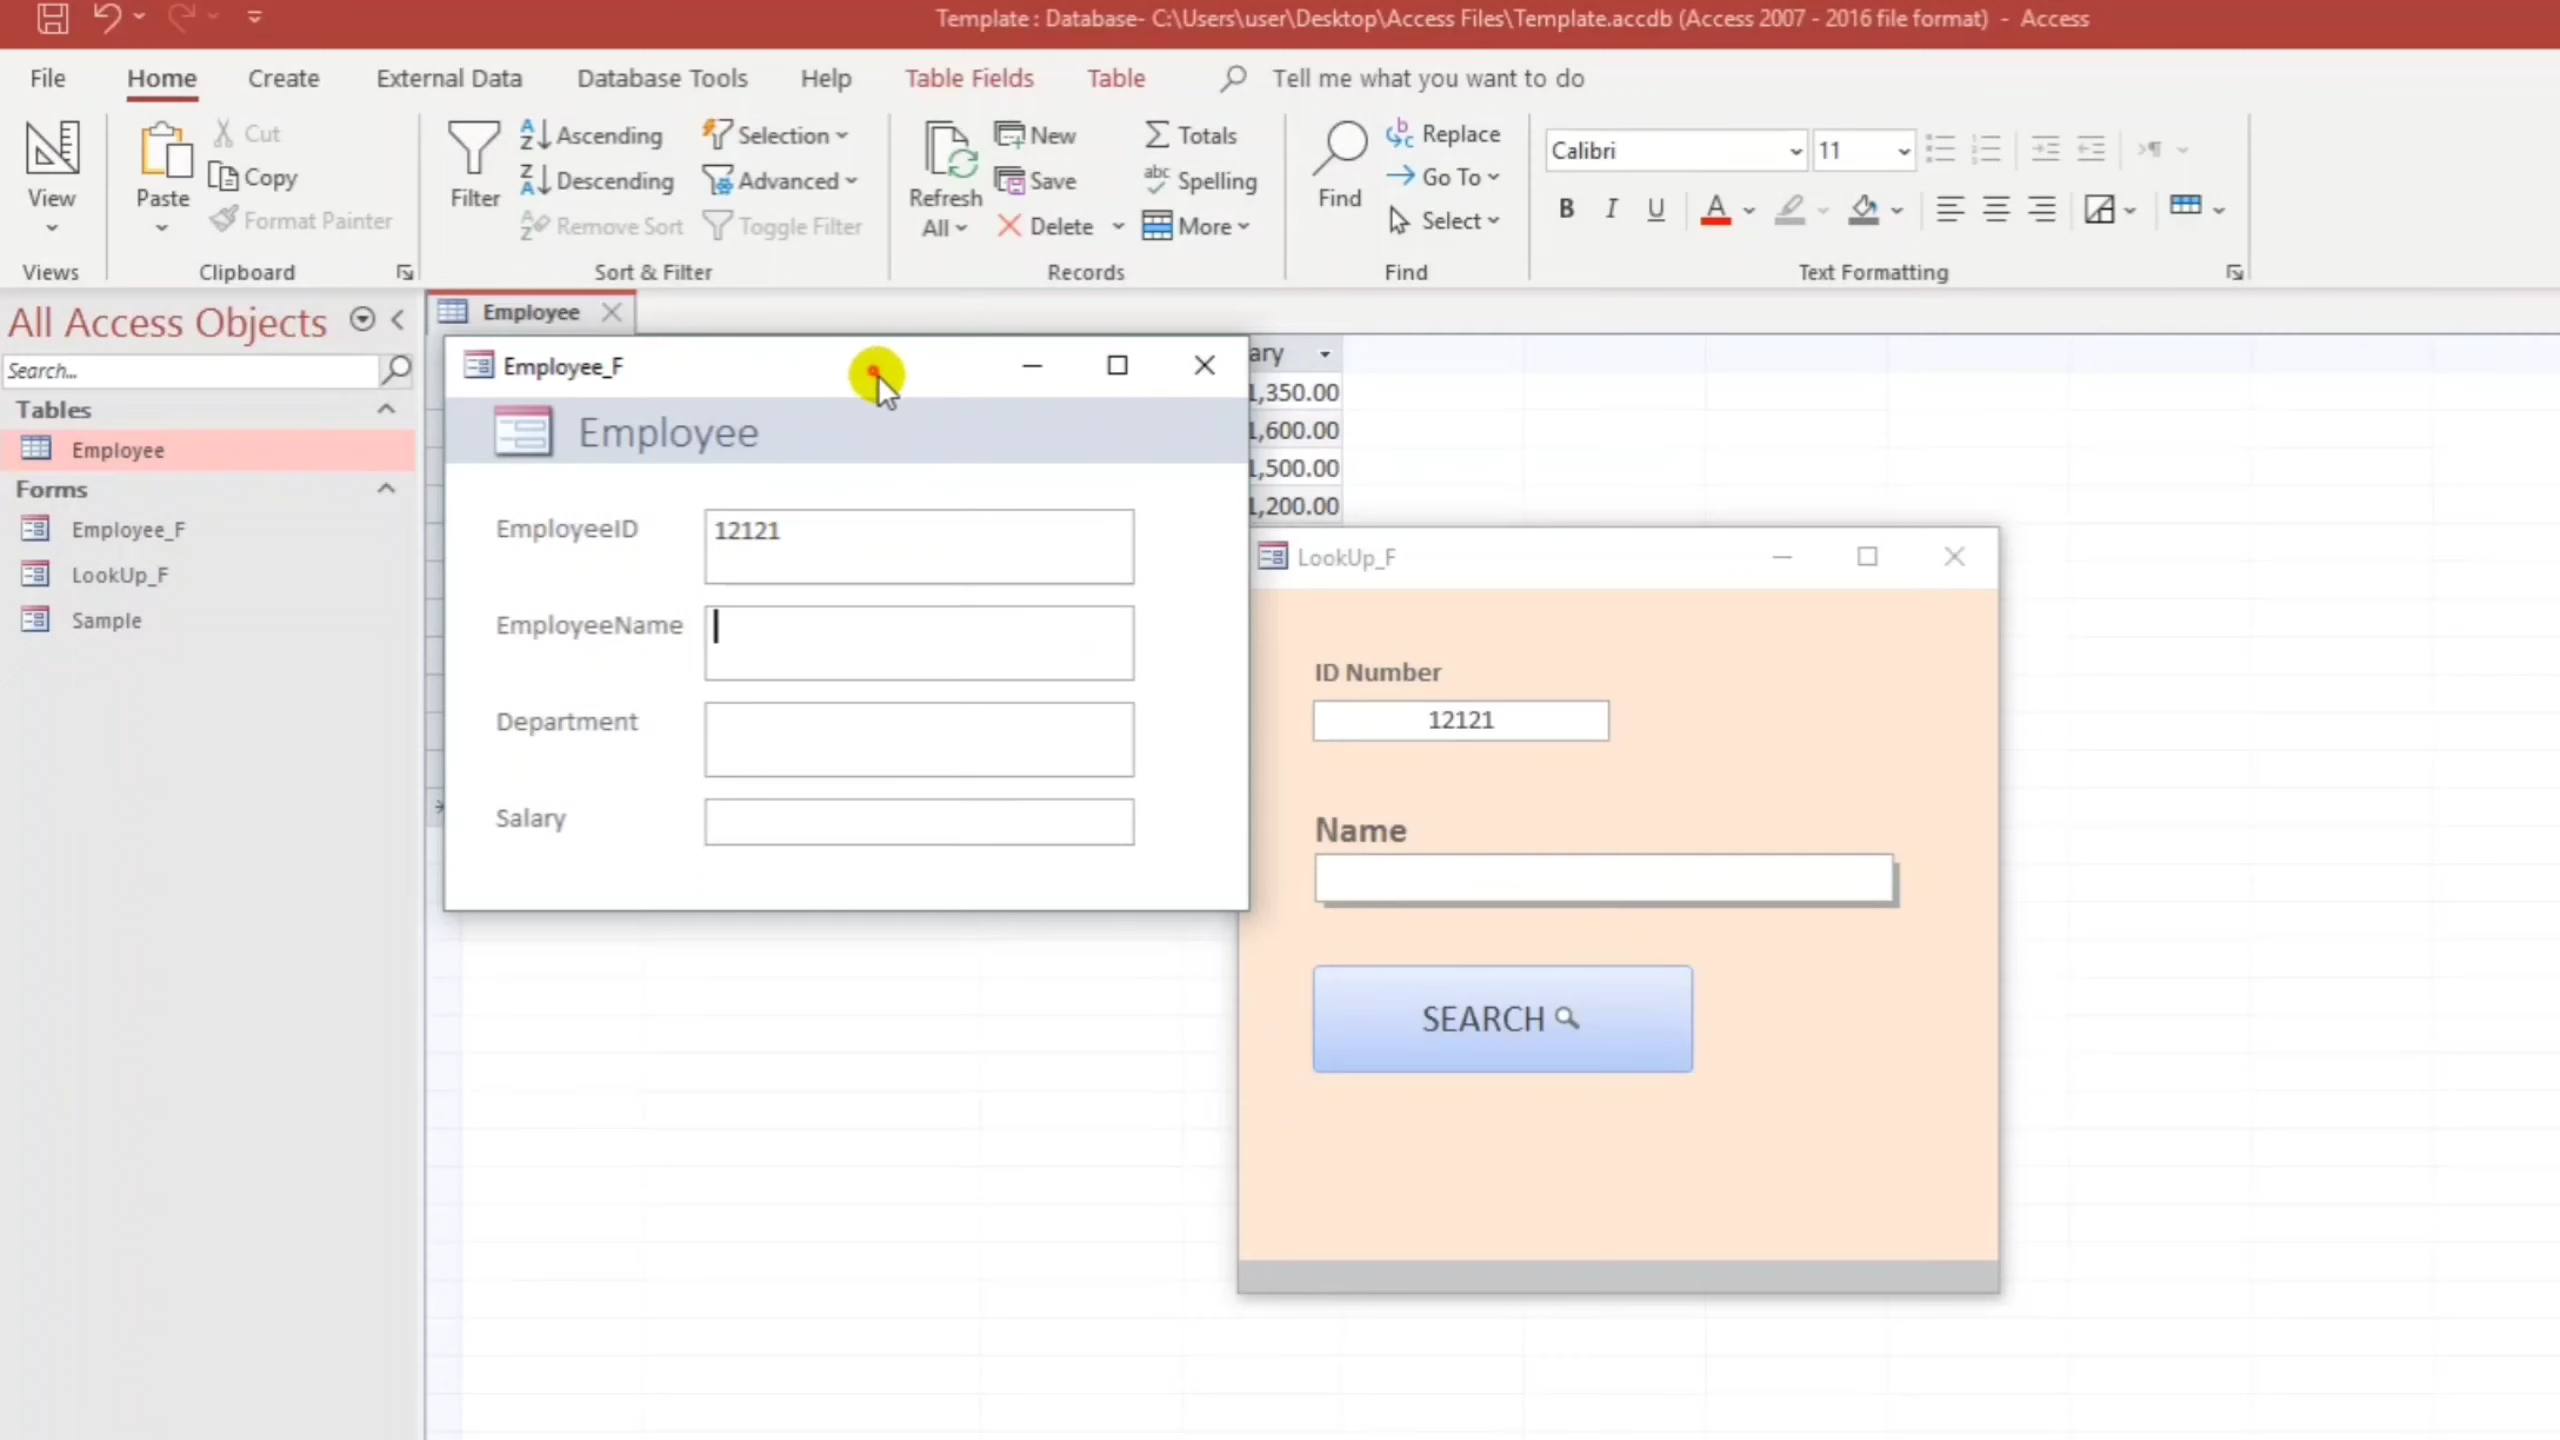 Template : Database- C:\Users\user\Desktop\Access Files\Template.accdb (Access 2007 - 2016 file format) - Access
File Home Create External Data Database Tools Help Table Fields Table Tell me what you want to do
View
Views
Paste
Cut
Copy
Format Painter
Clipboard
Filter
Ascending
Descending
Remove Sort
Selection
Advanced
Toggle Filter
Sort & Filter
Refresh All
New
Save
Delete
Totals
Spelling
More
Records
Find
Replace
Go To
Select
Find
Calibri 11
B I U A
Text Formatting
All Access Objects
Search...
Tables
Employee
Forms
Employee_F
LookUp_F
Sample
Employee
ary
1,350.00
1,600.00
1,500.00
1,200.00
Employee_F
Employee
EmployeeID 12121
EmployeeName
Department
Salary
LookUp_F
ID Number
12121
Name
SEARCH